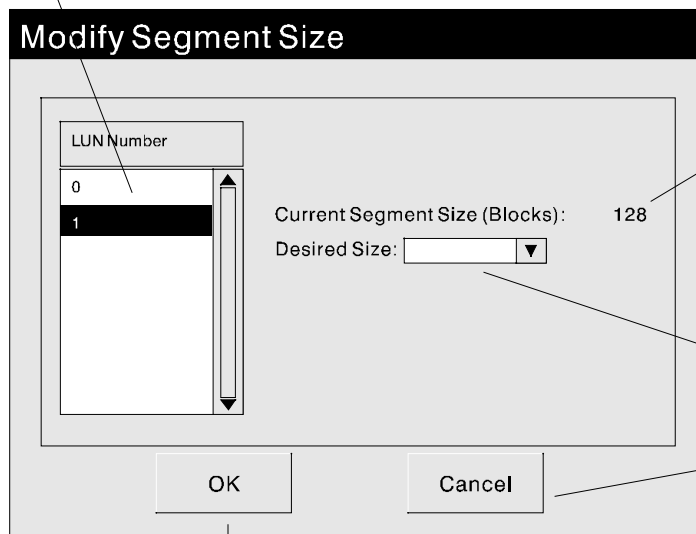 Modify Segment Size
LUN Number
0
1
Current Segment Size (Blocks): 128
Desired Size:
OK
Cancel